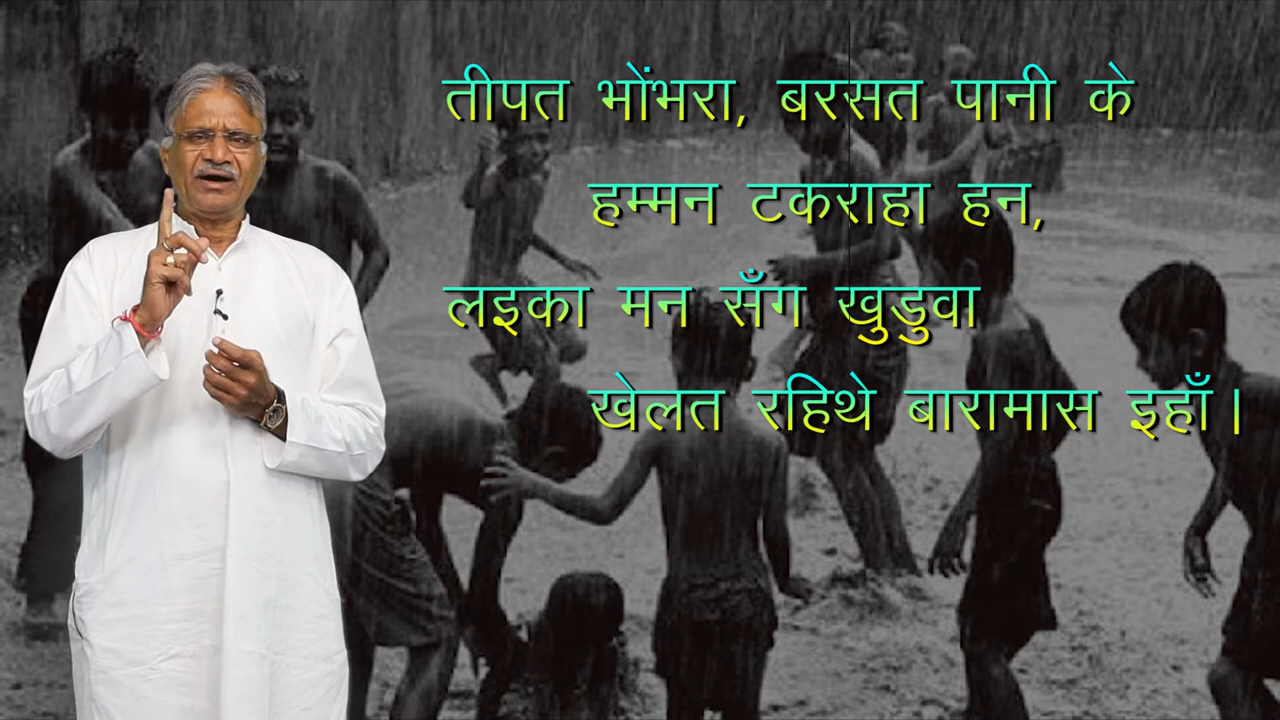 तीपत भोंभरा, बरसत पानी के
हम्मन टकराहा हन,
लइका मन सँग खुडुवा
खेलत रहिथे बारामास इहाँ।